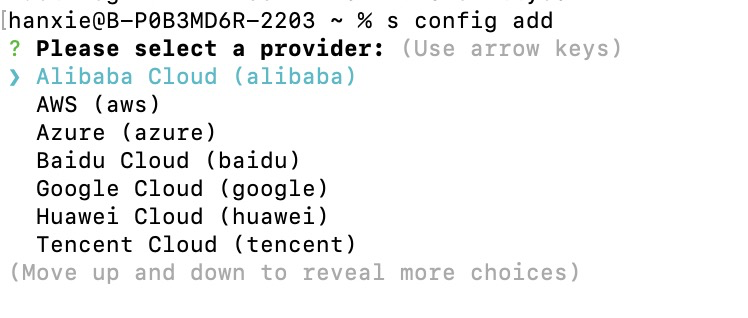 [hanxie@B-P0B3MD6R-2203 ~ % s config add
? Please select a provider: (Use arrow keys)
❯ Alibaba Cloud (alibaba)
AWS (aws)
Azure (azure)
Baidu Cloud (baidu)
Google Cloud (google)
Huawei Cloud (huawei)
Tencent Cloud (tencent)
(Move up and down to reveal more choices)